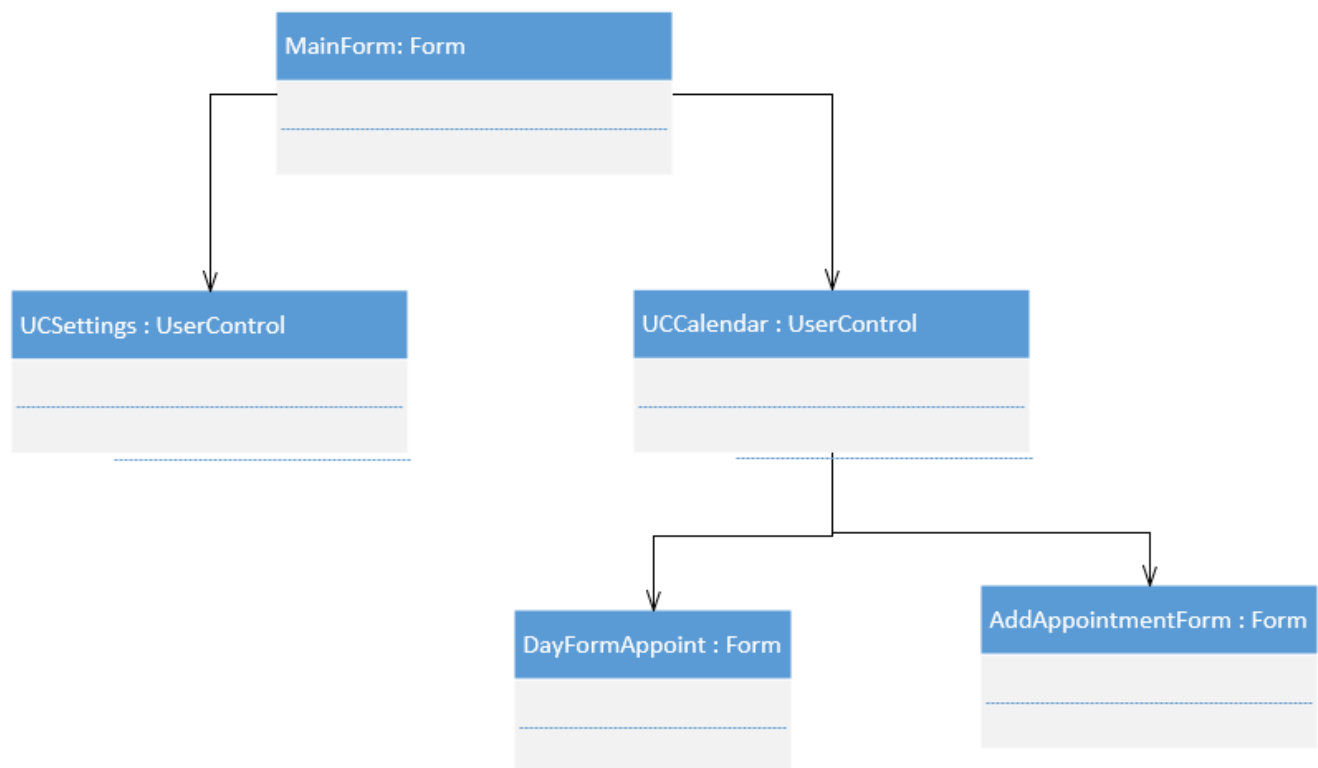 MainForm: Form
UCSettings : UserControl
UCCalendar : UserControl
DayFormAppoint : Form
AddAppointmentForm : Form